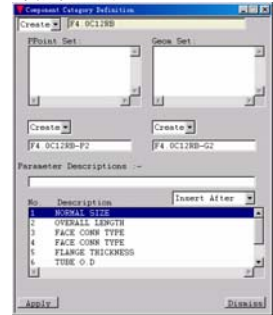 Component Category Definition
Create F4 0C12RB
PPoint Set: Geom Set:
Create Create
F4 0C12RB-P2 F4 0C12RB-G2
Parameter Descriptions :-
Insert After
No Description
1 NORMAL SIZE
2 OVERALL LENGTH
3 FACE CONN TYPE
4 FACE CONN TYPE
5 FLANGE THICKNESS
6 TUBE O.D
Apply Dismiss